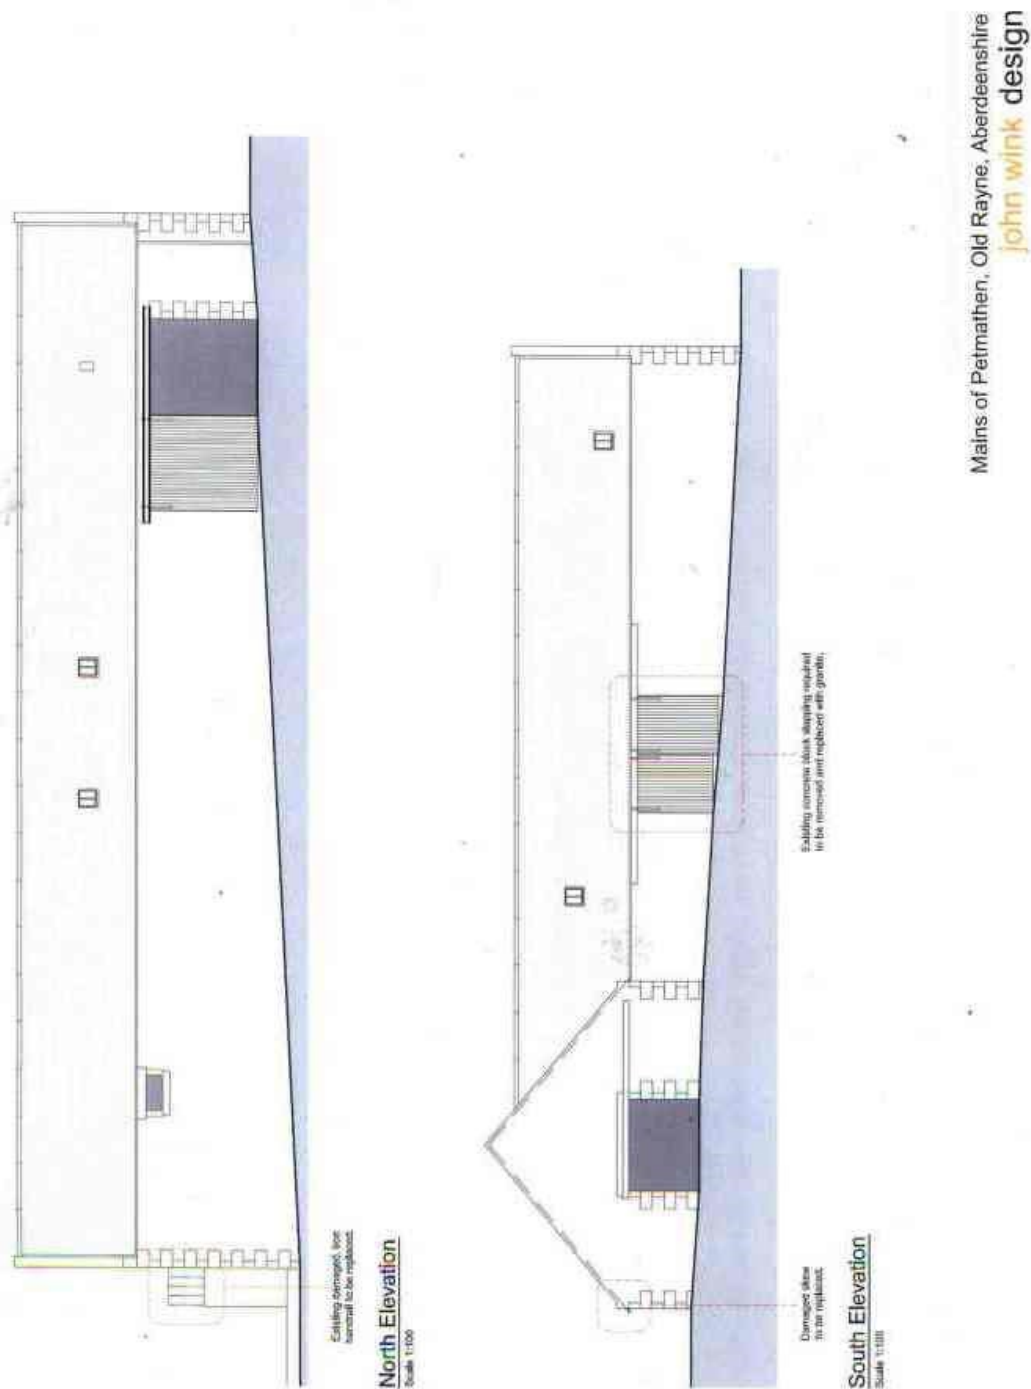 Existing damaged, iron
handrail to be replaced.
North Elevation
Scale 1:100
Existing concrete block slapping required
to be removed and replaced with granite.
Damaged skew
to be replaced.
South Elevation
Scale 1:100
Mains of Petmathen, Old Rayne, Aberdeenshire
john wink design